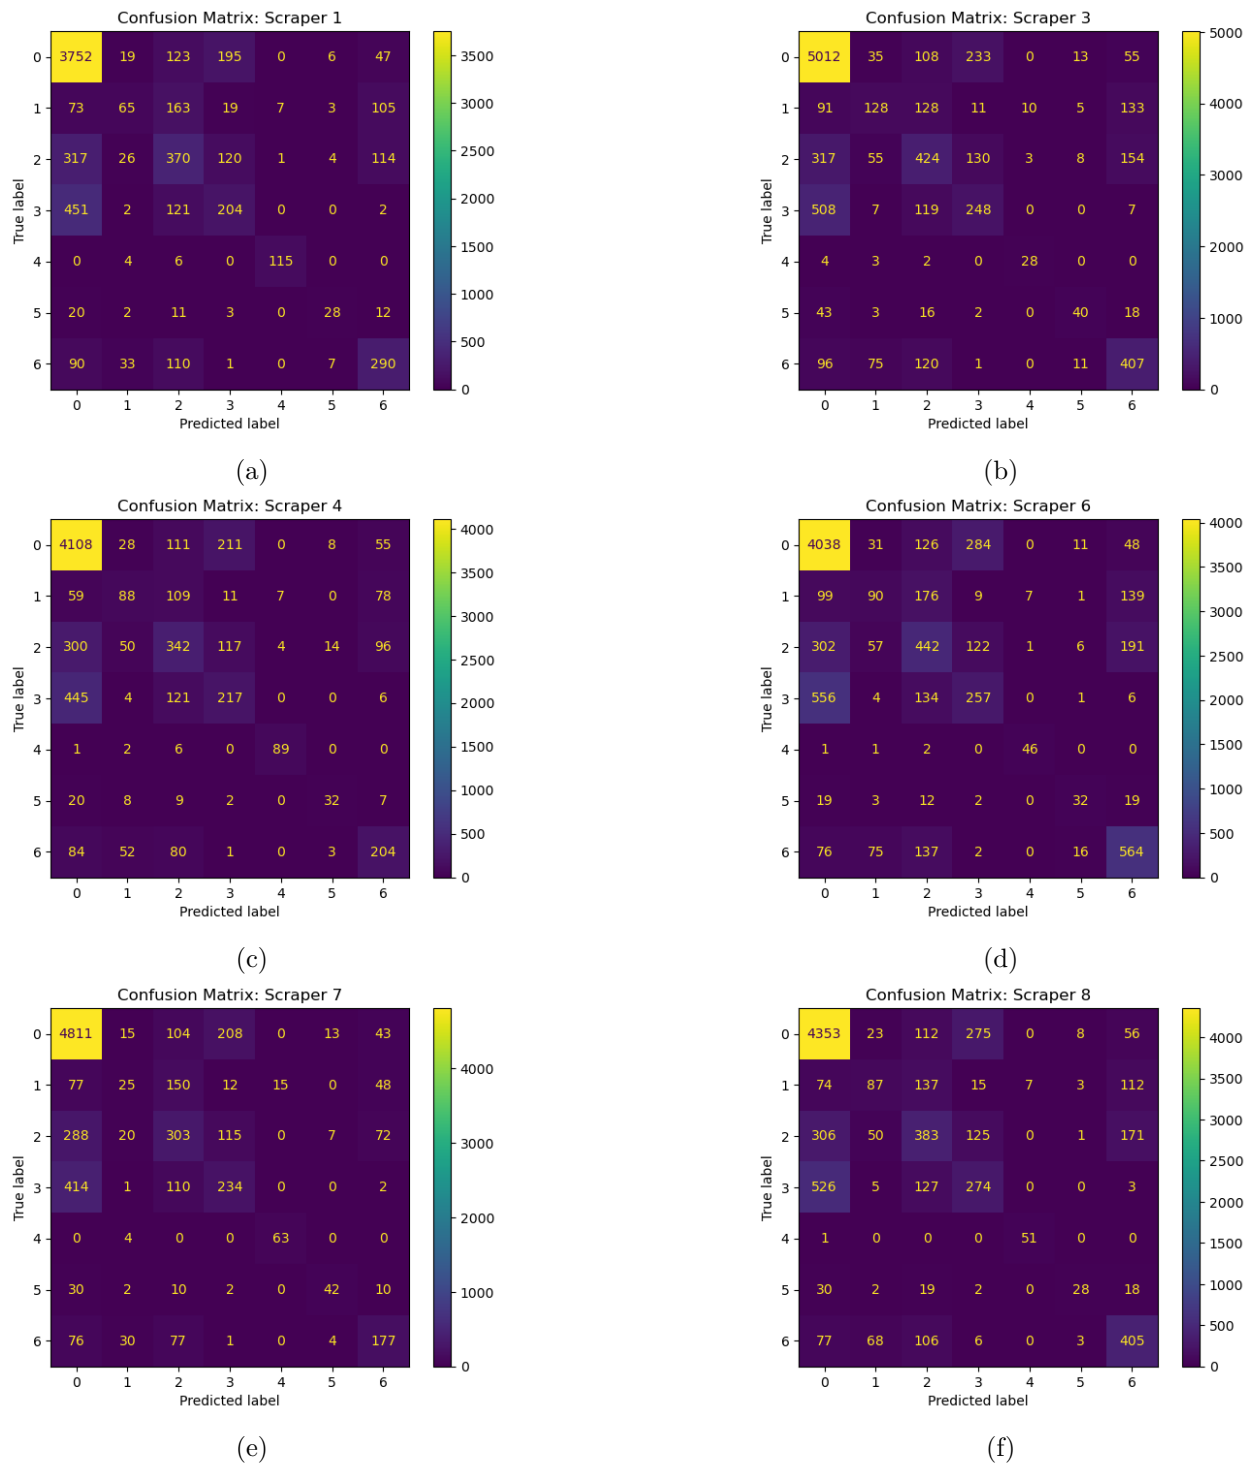 Confusion Matrix: Scraper 1
3752 19 123 195 0 6 47
73 65 163 19 7 3 105
317 26 370 120 1 4 114
451 2 121 204 0 0 2
0 4 6 0 115 0 0
20 2 11 3 0 28 12
90 33 110 1 0 7 290
0 1 2 3 4 5 6
Predicted label
True label
0
1
2
3
4
5
6
3500
3000
2500
2000
1500
1000
500
0
(a)
Confusion Matrix: Scraper 3
5012 35 108 233 0 13 55
91 128 128 11 10 5 133
317 55 424 130 3 8 154
508 7 119 248 0 0 7
4 3 2 0 28 0 0
43 3 16 2 0 40 18
96 75 120 1 0 11 407
0 1 2 3 4 5 6
Predicted label
True label
0
1
2
3
4
5
6
5000
4000
3000
2000
1000
0
(b)
Confusion Matrix: Scraper 4
4108 28 111 211 0 8 55
59 88 109 11 7 0 78
300 50 342 117 4 14 96
445 4 121 217 0 0 6
1 2 6 0 89 0 0
20 8 9 2 0 32 7
84 52 80 1 0 3 204
0 1 2 3 4 5 6
Predicted label
True label
0
1
2
3
4
5
6
4000
3500
3000
2500
2000
1500
1000
500
0
(c)
Confusion Matrix: Scraper 6
4038 31 126 284 0 11 48
99 90 176 9 7 1 139
302 57 442 122 1 6 191
556 4 134 257 0 1 6
1 1 2 0 46 0 0
19 3 12 2 0 32 19
76 75 137 2 0 16 564
0 1 2 3 4 5 6
Predicted label
True label
0
1
2
3
4
5
6
4000
3500
3000
2500
2000
1500
1000
500
0
(d)
Confusion Matrix: Scraper 7
4811 15 104 208 0 13 43
77 25 150 12 15 0 48
288 20 303 115 0 7 72
414 1 110 234 0 0 2
0 4 0 0 63 0 0
30 2 10 2 0 42 10
76 30 77 1 0 4 177
0 1 2 3 4 5 6
Predicted label
True label
0
1
2
3
4
5
6
4000
3000
2000
1000
0
(e)
Confusion Matrix: Scraper 8
4353 23 112 275 0 8 56
74 87 137 15 7 3 112
306 50 383 125 0 1 171
526 5 127 274 0 0 3
1 0 0 0 51 0 0
30 2 19 2 0 28 18
77 68 106 6 0 3 405
0 1 2 3 4 5 6
Predicted label
True label
0
1
2
3
4
5
6
4000
3500
3000
2500
2000
1500
1000
500
0
(f)